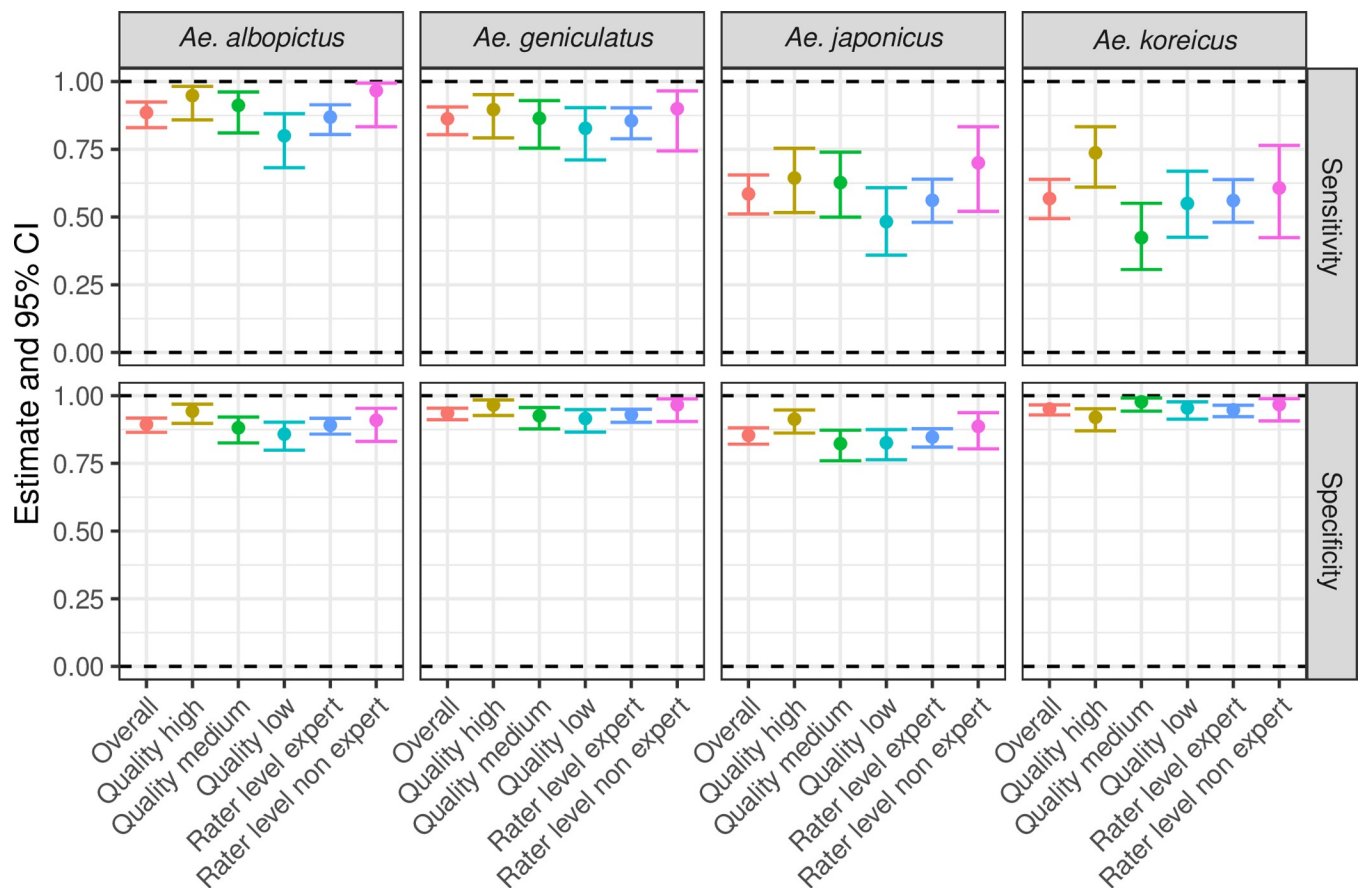 Ae. albopictus
Ae. geniculatus
Ae. japonicus
Ae. koreicus
Estimate and 95% CI
1.00
0.75
0.50
0.25
0.00
Sensitivity
1.00
0.75
0.50
0.25
0.00
Specificity
Overall
Quality high
Quality medium
Quality low
Rater level expert
Rater level non expert
Overall
Quality high
Quality medium
Quality low
Rater level expert
Rater level non expert
Overall
Quality high
Quality medium
Quality low
Rater level expert
Rater level non expert
Overall
Quality high
Quality medium
Quality low
Rater level expert
Rater level non expert